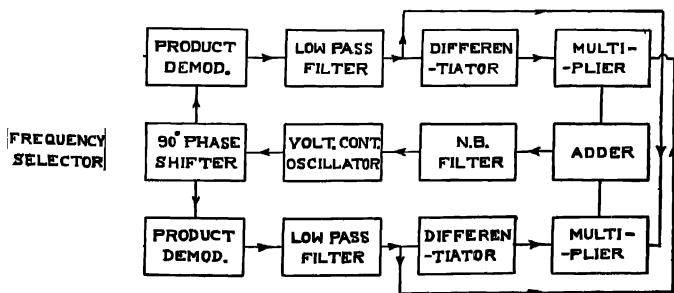 PRODUCT
DEMOD.
LOW PASS
FILTER
DIFFEREN
-TIATOR
MULTI-
-PLIER
FREQUENCY
SELECTOR
90° PHASE
SHIFTER
VOLT. CONT.
OSCILLATOR
N.B.
FILTER
ADDER
PRODUCT
DEMOD.
LOW PASS
FILTER
DIFFEREN
-TIATOR
MULTI-
-PLIER